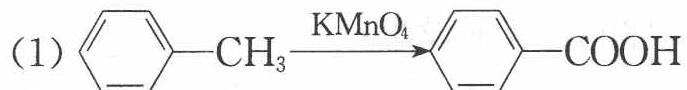 (1) —CH₃ KMnO₄ —COOH